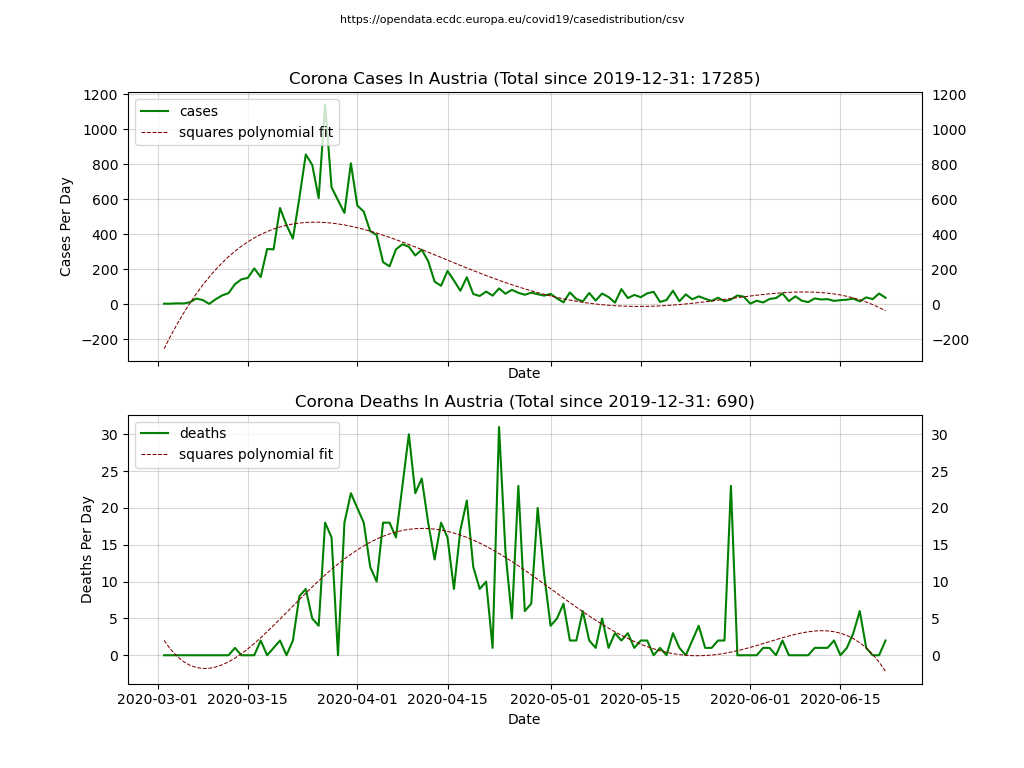 https://opendata.ecdc.europa.eu/covid19/casedistribution/csv
Corona Cases In Austria (Total since 2019-12-31: 17285)
cases
squares polynomial fit
1200
1000
800
600
400
200
0
−200
1200
1000
800
600
400
200
0
−200
Cases Per Day
Date
Corona Deaths In Austria (Total since 2019-12-31: 690)
deaths
squares polynomial fit
30
25
20
15
10
5
0
30
25
20
15
10
5
0
Deaths Per Day
2020-03-01 2020-03-15 2020-04-01 2020-04-15 2020-05-01 2020-05-15 2020-06-01 2020-06-15
Date